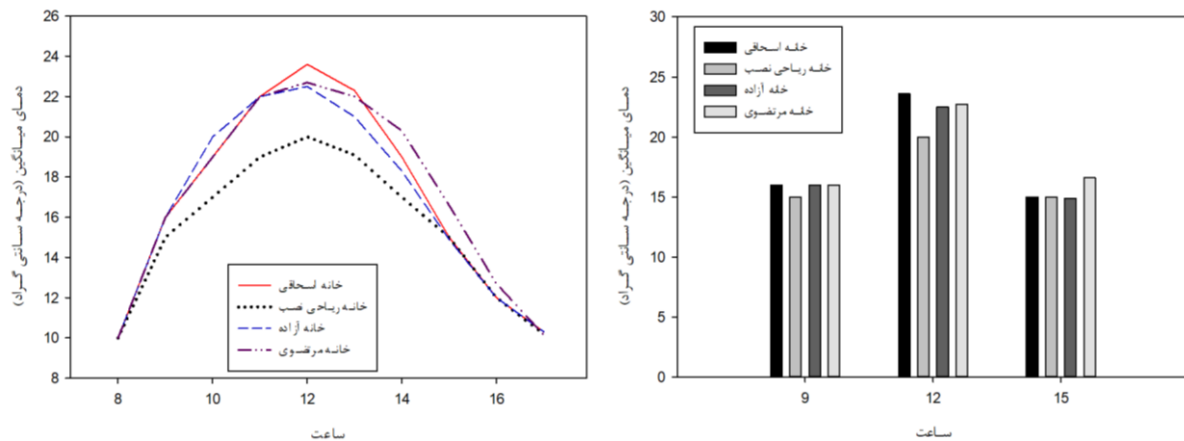 26
24
22
20
18
16
14
12
10
8
8 10 12 14 16
دمای میانگین (درجه سانتی گراد)
ساعت
خانه اسحاقی
خانه ریاحی نصب
خانه آزاده
خانه مرتضوی
30
25
20
15
10
5
0
9 12 15
دمای میانگین (درجه سانتی گراد)
ساعت
خانه اسحاقی
خانه ریاحی نصب
خانه آزاده
خانه مرتضوی